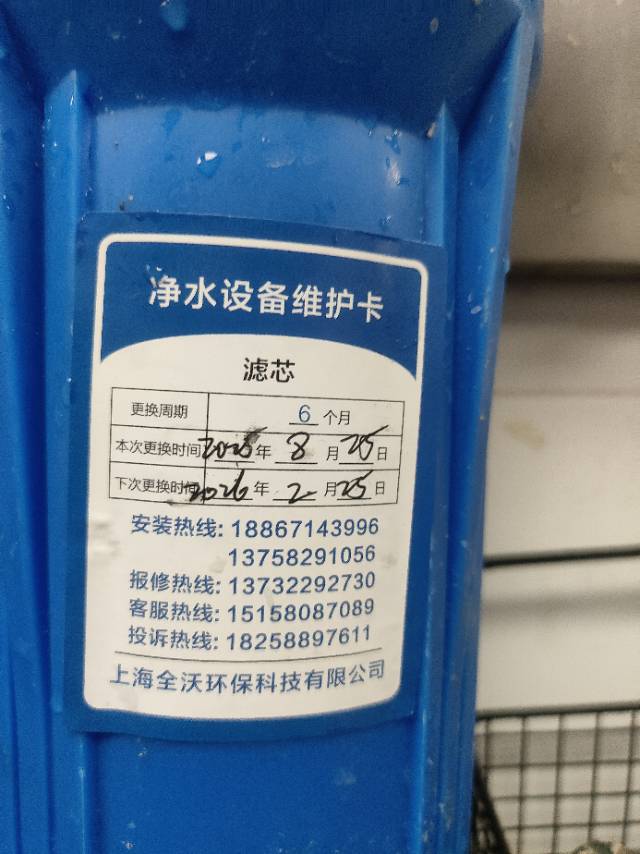 净水设备维护卡
滤芯
更换周期 6 个月
本次更换时间 2025 年 8 月 25 日
下次更换时间 2026 年 2 月 25 日
安装热线: 18867143996
13758291056
报修热线: 13732292730
客服热线: 15158087089
投诉热线: 18258897611
上海全沃环保科技有限公司